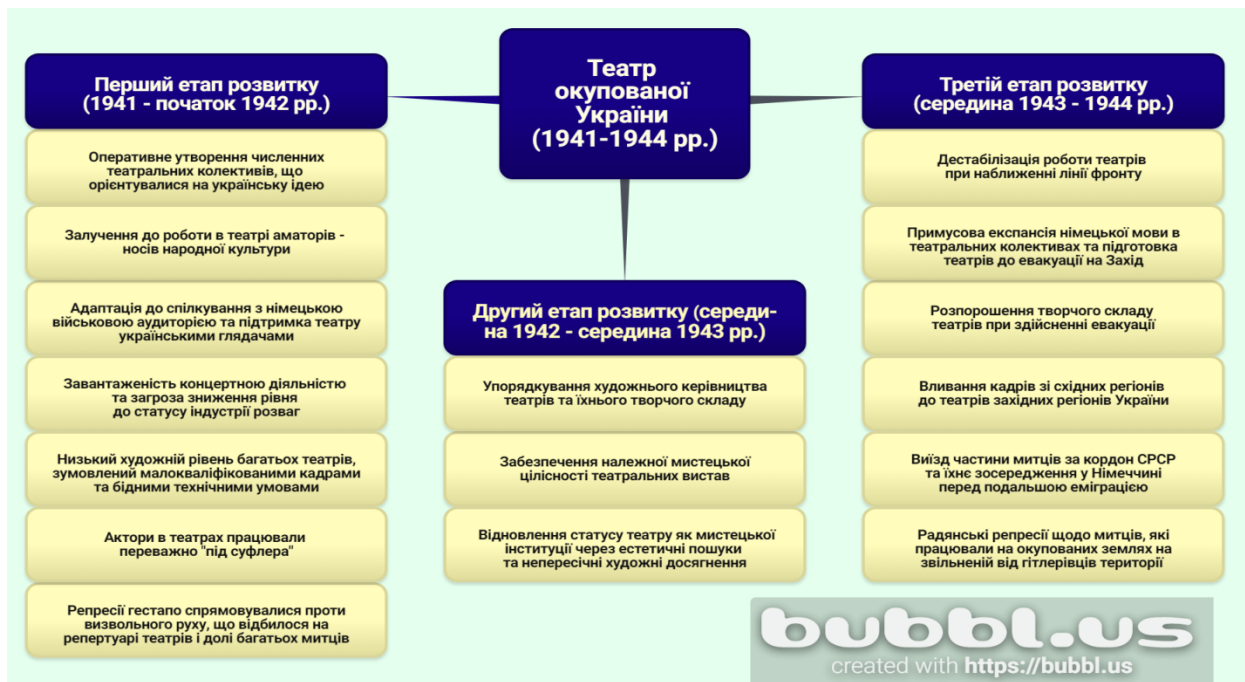 Театр
окупованої
України
(1941-1944 рр.)
Перший етап розвитку
(1941 - початок 1942 рр.)
Оперативне утворення численних
театральних колективів, що
орієнтувалися на українську ідею
Залучення до роботи в театрі аматорів -
носів народної культури
Адаптація до спілкування з німецькою
військовою аудиторією та підтримка театру
українськими глядачами
Завантаженість концертною діяльністю
та загроза зниження рівня
до статусу індустрії розваг
Низький художній рівень багатьох театрів,
зумовлений малокваліфікованими кадрами
та бідними технічними умовами
Актори в театрах працювали
переважно "під суфлера"
Репресії гестапо спрямовувалися проти
визвольного руху, що відбилося на
репертуарі театрів і долі багатьох митців
Другий етап розвитку (середи-
на 1942 - середина 1943 рр.)
Упорядкування художнього керівництва
театрів та їхнього творчого складу
Забезпечення належної мистецької
цілісності театральних вистав
Відновлення статусу театру як мистецької
інституції через естетичні пошуки
та непересічні художні досягнення
Третій етап розвитку
(середина 1943 - 1944 рр.)
Дестабілізація роботи театрів
при наближенні лінії фронту
Примусова експансія німецької мови в
театральних колективах та підготовка
театрів до евакуації на Захід
Розпорошення творчого складу
театрів при здійсненні евакуації
Вливання кадрів зі східних регіонів
до театрів західних регіонів України
Виїзд частини митців за кордон СРСР
та їхнє зосередження у Німеччині
перед подальшою еміграцією
Радянські репресії щодо митців, які
працювали на окупованих землях на
звільненій від гітлерівців території
bubbl.us
created with https://bubbl.us